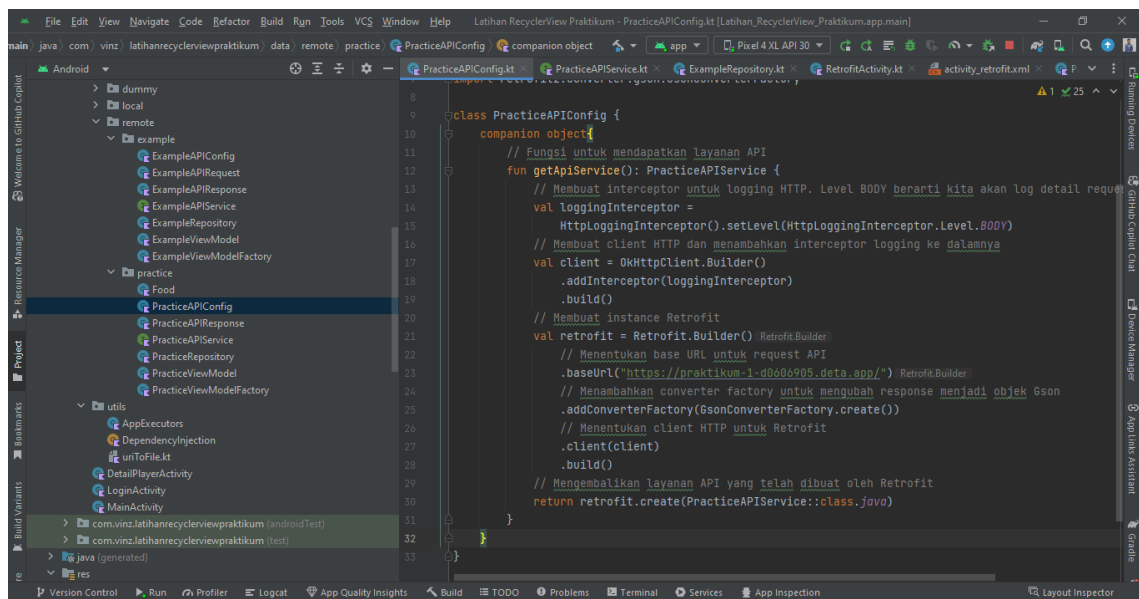 File Edit View Navigate Code Refactor Build Run Tools VCS Window Help Latihan RecyclerView Praktikum - PracticeAPIConfig.kt [Latihan_RecyclerView_Praktikum.app.main]
main java com vinz latihanrecyclerviewpraktikum data remote practice PracticeAPIConfig companion object app Pixel 4 XL API 30
Android
PracticeAPIConfig.kt PracticeAPIService.kt ExampleRepository.kt RetrofitActivity.kt activity_retrofit.xml P
1 25
Welcome to GitHub Copilot
Resource Manager
Project
Bookmarks
Build Variants
dummy
local
remote
example
ExampleAPIConfig
ExampleAPIRequest
ExampleAPIResponse
ExampleAPIService
ExampleRepository
ExampleViewModel
ExampleViewModelFactory
practice
Food
PracticeAPIConfig
PracticeAPIResponse
PracticeAPIService
PracticeRepository
PracticeViewModel
PracticeViewModelFactory
utils
AppExecutors
DependencyInjection
uriToFile.kt
DetailPlayerActivity
LoginActivity
MainActivity
com.vinz.latihanrecyclerviewpraktikum (androidTest)
com.vinz.latihanrecyclerviewpraktikum (test)
java (generated)
res
8
9 class PracticeAPIConfig {
10 companion object{
11 // Fungsi untuk mendapatkan layanan API
12 fun getApiService(): PracticeAPIService {
13 // Membuat interceptor untuk logging HTTP. Level BODY berarti kita akan log detail reque
14 val loggingInterceptor =
15 HttpLoggingInterceptor().setLevel(HttpLoggingInterceptor.Level.BODY)
16 // Membuat client HTTP dan menambahkan interceptor logging ke dalamnya
17 val client = OkHttpClient.Builder()
18 .addInterceptor(loggingInterceptor)
19 .build()
20 // Membuat instance Retrofit
21 val retrofit = Retrofit.Builder() Retrofit.Builder
22 // Menentukan base URL untuk request API
23 .baseUrl("https://praktikum-1-d0606905.deta.app/") Retrofit.Builder
24 // Menambahkan converter factory untuk mengubah response menjadi objek Gson
25 .addConverterFactory(GsonConverterFactory.create())
26 // Menentukan client HTTP untuk Retrofit
27 .client(client)
28 .build()
29 // Mengembalikan layanan API yang telah dibuat oleh Retrofit
30 return retrofit.create(PracticeAPIService::class.java)
31 }
32 }
33 }
Running Devices
GitHub Copilot Chat
Device Manager
App Links Assistant
Gradle
Version Control Run Profiler Logcat App Quality Insights Build TODO Problems Terminal Services App Inspection Layout Inspector